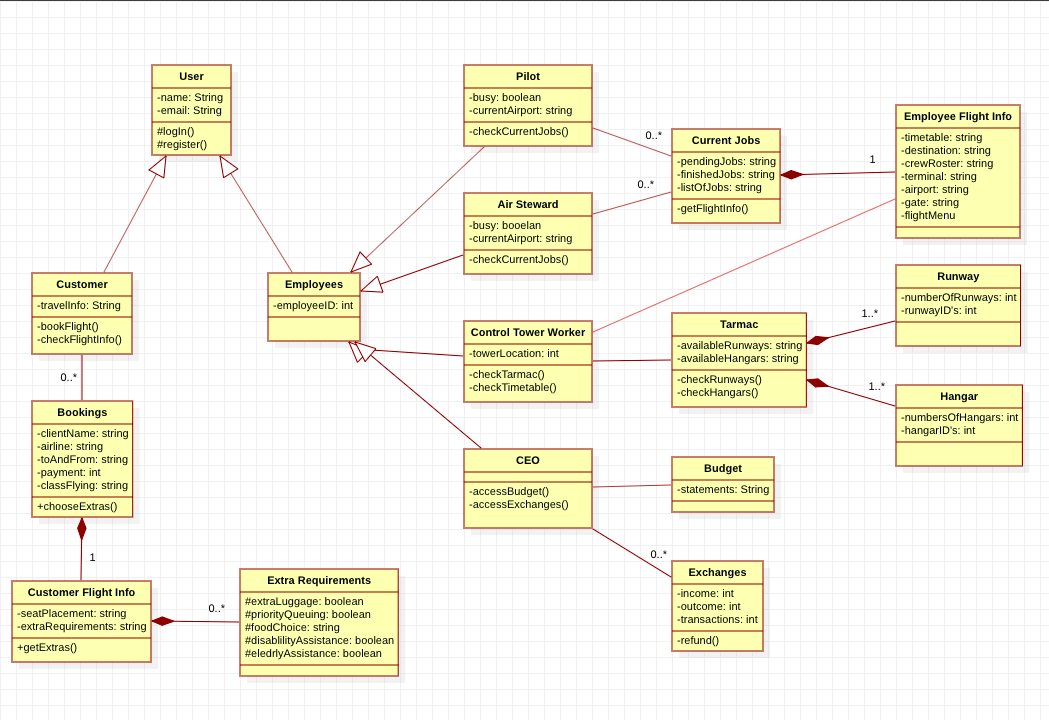 User
-name: String
-email: String
#logIn()
#register()
Pilot
-busy: boolean
-currentAirport: string
-checkCurrentJobs()
0..*
Current Jobs
-pendingJobs: string
-finishedJobs: string
-listOfJobs: string
-getFlightInfo()
1
Employee Flight Info
-timetable: string
-destination: string
-crewRoster: string
-terminal: string
-airport: string
-gate: string
-flightMenu
0..*
Air Steward
-busy: booelan
-currentAirport: string
-checkCurrentJobs()
Customer
-travelInfo: String
-bookFlight()
-checkFlightInfo()
Employees
-employeeID: int
Control Tower Worker
-towerLocation: int
-checkTarmac()
-checkTimetable()
Tarmac
-availableRunways: string
-availableHangars: string
-checkRunways()
-checkHangars()
1..*
Runway
-numberOfRunways: int
-runwayID's: int
1..*
Hangar
-numbersOfHangars: int
-hangarID's: int
0..*
Bookings
-clientName: string
-airline: string
-toAndFrom: string
-payment: int
-classFlying: string
+chooseExtras()
CEO
-accessBudget()
-accessExchanges()
Budget
-statements: String
0..*
Exchanges
-income: int
-outcome: int
-transactions: int
-refund()
1
Customer Flight Info
-seatPlacement: string
-extraRequirements: string
+getExtras()
0..*
Extra Requirements
#extraLuggage: boolean
#priorityQueuing: boolean
#foodChoice: string
#disablilityAssistance: boolean
#eledrlyAssistance: boolean